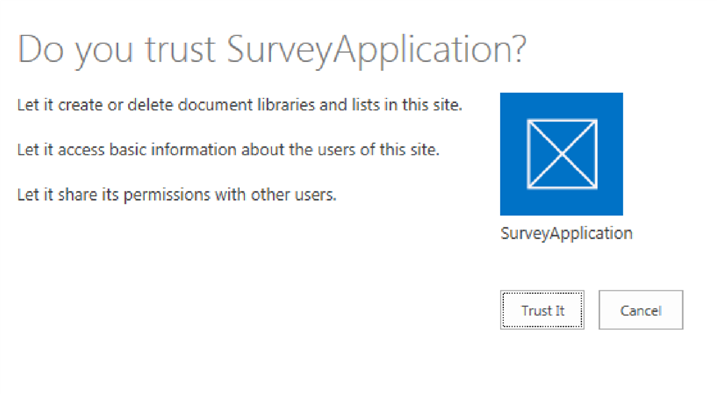 Do you trust SurveyApplication?
Let it create or delete document libraries and lists in this site.
Let it access basic information about the users of this site.
Let it share its permissions with other users.
SurveyApplication
Trust It
Cancel